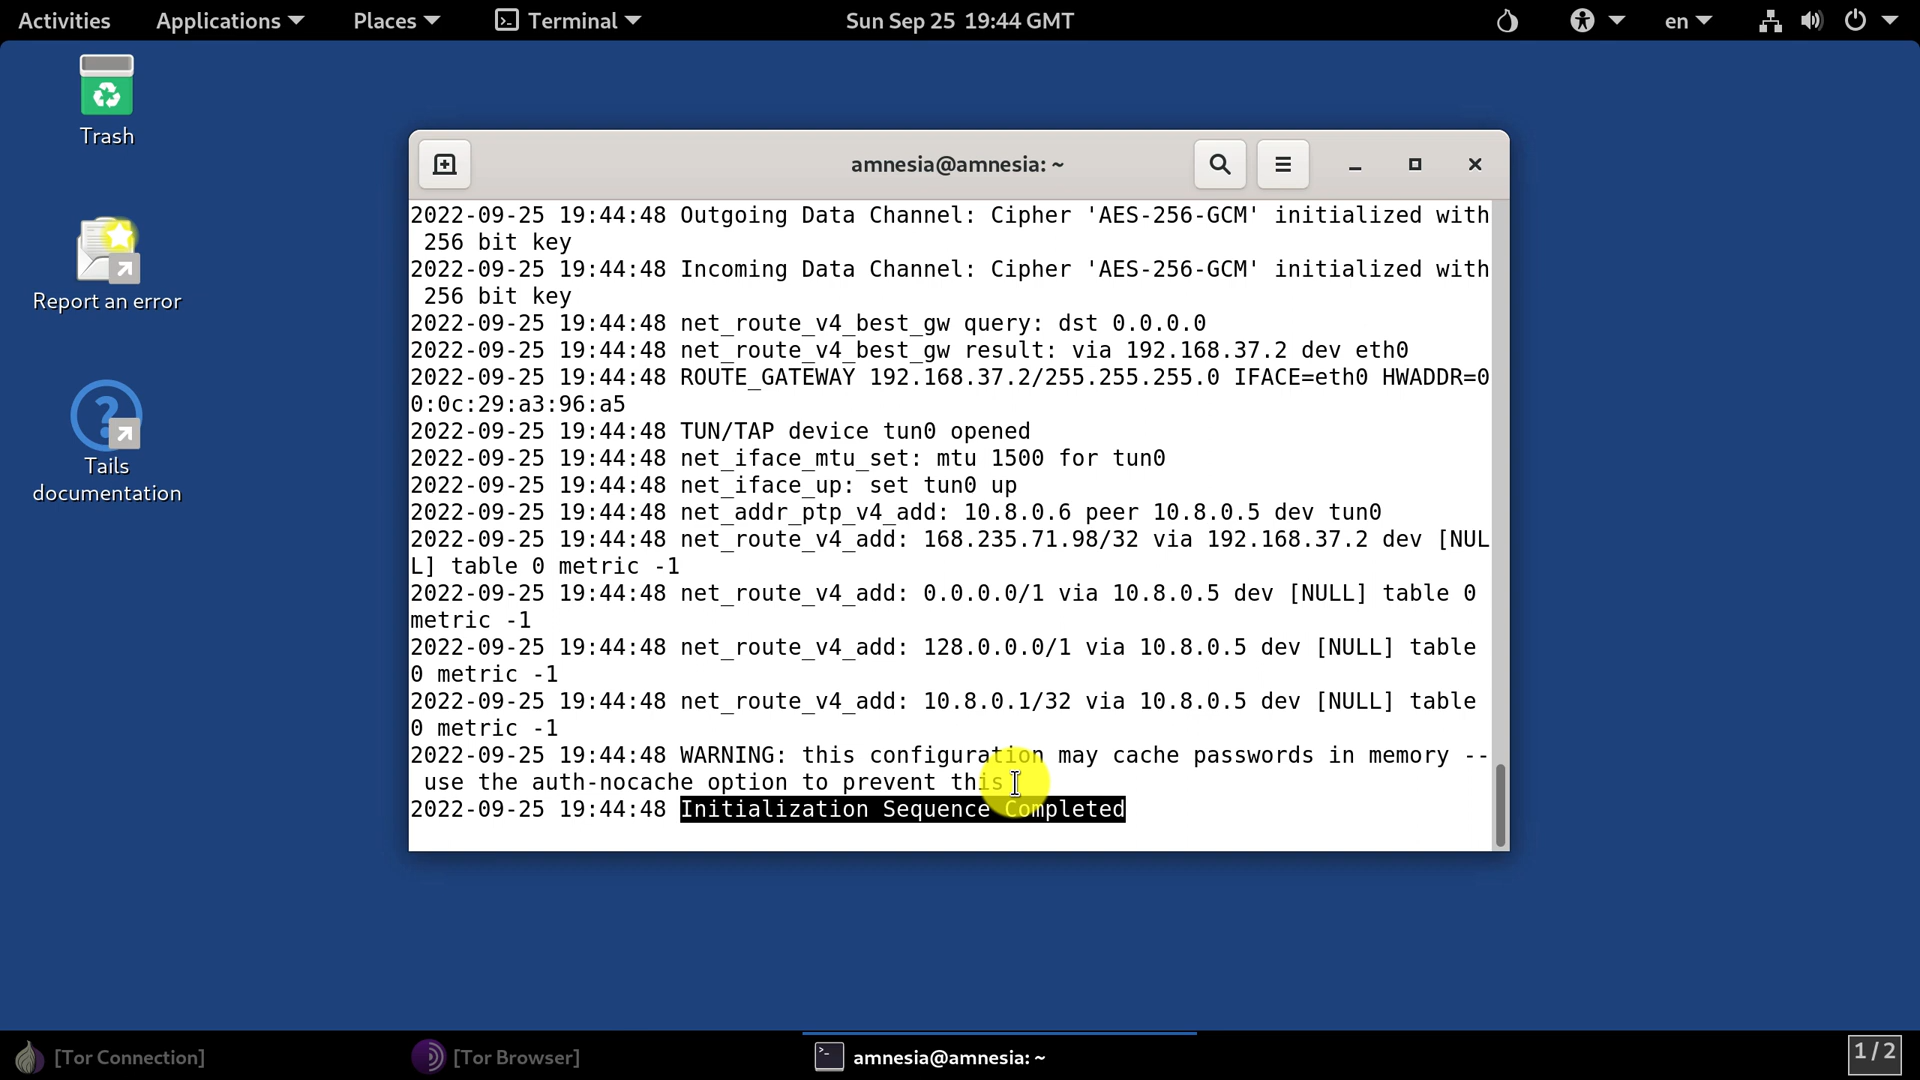 Activities Applications Places Terminal Sun Sep 25 19:44 GMT en
Trash
Report an error
Tails
documentation
amnesia@amnesia: ~
2022-09-25 19:44:48 Outgoing Data Channel: Cipher 'AES-256-GCM' initialized with
 256 bit key
2022-09-25 19:44:48 Incoming Data Channel: Cipher 'AES-256-GCM' initialized with
 256 bit key
2022-09-25 19:44:48 net_route_v4_best_gw query: dst 0.0.0.0
2022-09-25 19:44:48 net_route_v4_best_gw result: via 192.168.37.2 dev eth0
2022-09-25 19:44:48 ROUTE_GATEWAY 192.168.37.2/255.255.255.0 IFACE=eth0 HWADDR=0
0:0c:29:a3:96:a5
2022-09-25 19:44:48 TUN/TAP device tun0 opened
2022-09-25 19:44:48 net_iface_mtu_set: mtu 1500 for tun0
2022-09-25 19:44:48 net_iface_up: set tun0 up
2022-09-25 19:44:48 net_addr_ptp_v4_add: 10.8.0.6 peer 10.8.0.5 dev tun0
2022-09-25 19:44:48 net_route_v4_add: 168.235.71.98/32 via 192.168.37.2 dev [NUL
L] table 0 metric -1
2022-09-25 19:44:48 net_route_v4_add: 0.0.0.0/1 via 10.8.0.5 dev [NULL] table 0
metric -1
2022-09-25 19:44:48 net_route_v4_add: 128.0.0.0/1 via 10.8.0.5 dev [NULL] table
0 metric -1
2022-09-25 19:44:48 net_route_v4_add: 10.8.0.1/32 via 10.8.0.5 dev [NULL] table
0 metric -1
2022-09-25 19:44:48 WARNING: this configuration may cache passwords in memory --
 use the auth-nocache option to prevent this
2022-09-25 19:44:48 Initialization Sequence Completed
[Tor Connection] [Tor Browser] amnesia@amnesia: ~ 1/2